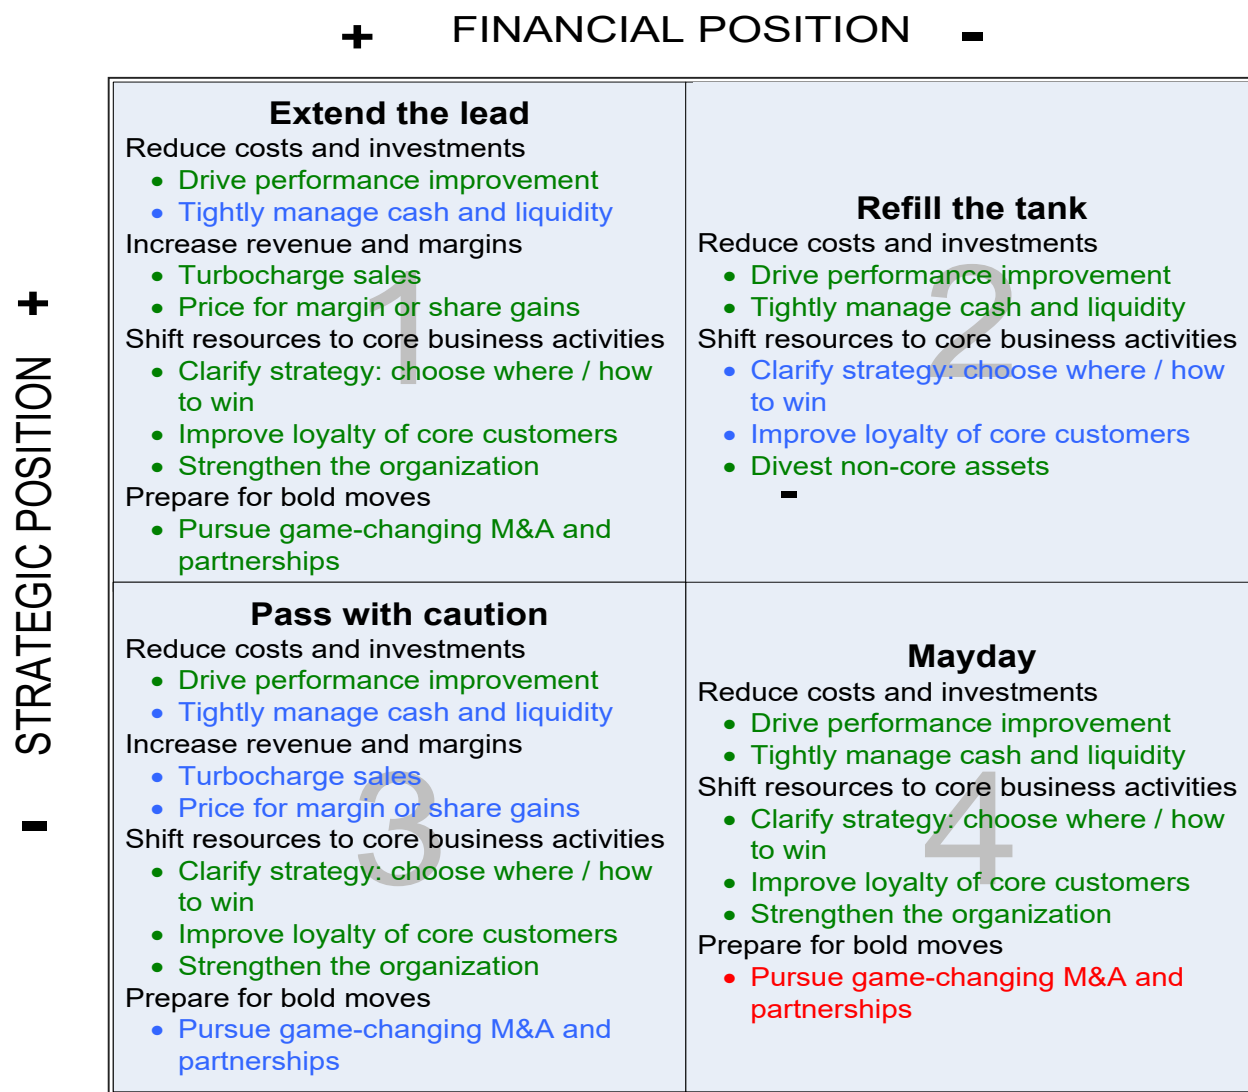 + FINANCIAL POSITION -
STRATEGIC POSITION
+
-
Extend the lead
Reduce costs and investments
• Drive performance improvement
• Tightly manage cash and liquidity
Increase revenue and margins
• Turbocharge sales
• Price for margin or share gains
Shift resources to core business activities
• Clarify strategy: choose where / how
to win
• Improve loyalty of core customers
• Strengthen the organization
Prepare for bold moves
• Pursue game-changing M&A and
partnerships
1
Refill the tank
Reduce costs and investments
• Drive performance improvement
• Tightly manage cash and liquidity
Shift resources to core business activities
• Clarify strategy: choose where / how
to win
• Improve loyalty of core customers
• Divest non-core assets
-
2
Pass with caution
Reduce costs and investments
• Drive performance improvement
• Tightly manage cash and liquidity
Increase revenue and margins
• Turbocharge sales
• Price for margin or share gains
Shift resources to core business activities
• Clarify strategy: choose where / how
to win
• Improve loyalty of core customers
• Strengthen the organization
Prepare for bold moves
• Pursue game-changing M&A and
partnerships
3
Mayday
Reduce costs and investments
• Drive performance improvement
• Tightly manage cash and liquidity
Shift resources to core business activities
• Clarify strategy: choose where / how
to win
• Improve loyalty of core customers
• Strengthen the organization
Prepare for bold moves
• Pursue game-changing M&A and
partnerships
4